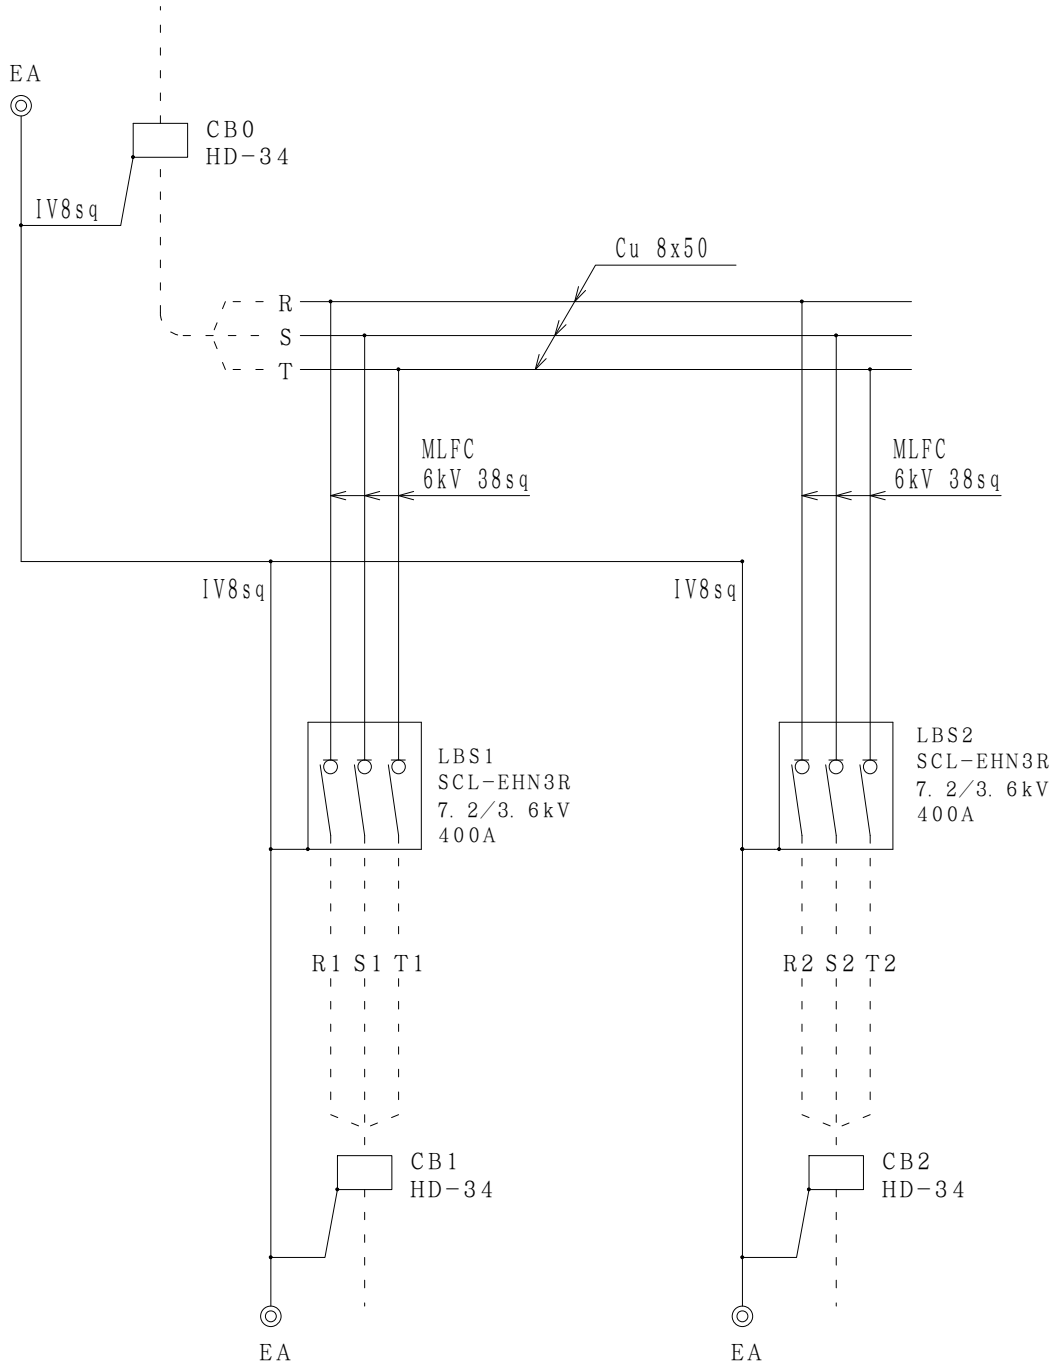 EA
CB0
HD-34
IV8sq
Cu 8x50
R
S
T
MLFC
6kV 38sq
MLFC
6kV 38sq
IV8sq
IV8sq
LBS1
SCL-EHN3R
7.2/3.6kV
400A
LBS2
SCL-EHN3R
7.2/3.6kV
400A
R1 S1 T1
R2 S2 T2
CB1
HD-34
CB2
HD-34
EA
EA